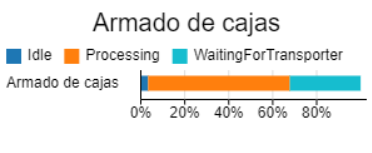 Armado de cajas
Idle Processing WaitingForTransporter
Armado de cajas
0% 20% 40% 60% 80%